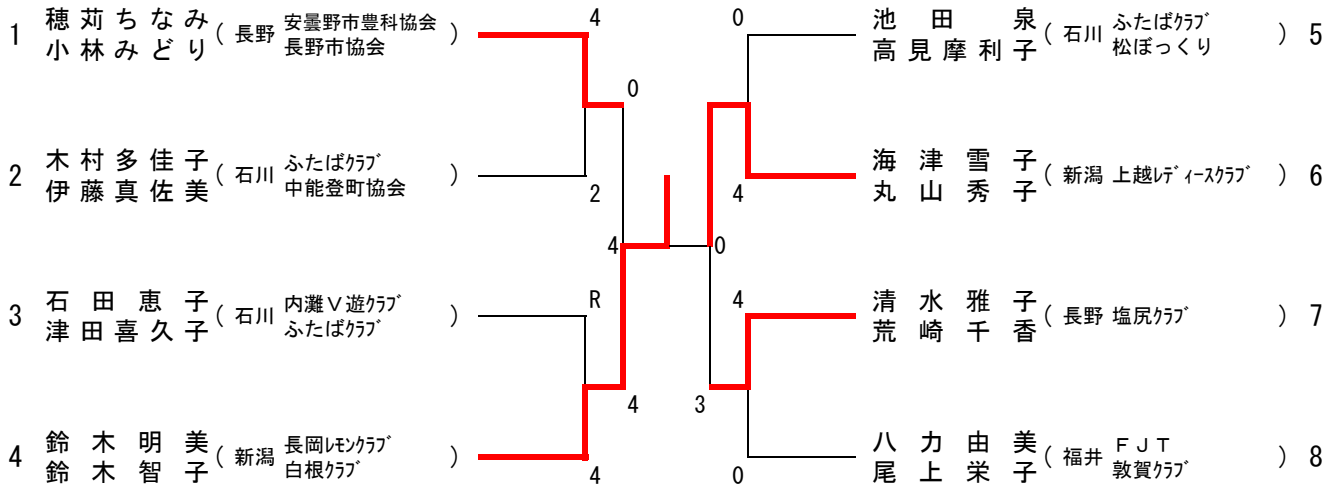 1 穂苅ちなみ 小林みどり ( 長野 安曇野市豊科協会 長野市協会 )
4
0
2 木村多佳子 伊藤真佐美 ( 石川 ふたばｸﾗﾌﾞ 中能登町協会 )
2
4
3 石田恵子 津田喜久子 ( 石川 内灘Ｖ遊ｸﾗﾌﾞ ふたばｸﾗﾌﾞ )
R
4
4 鈴木明美 鈴木智子 ( 新潟 長岡ﾚﾓﾝｸﾗﾌﾞ 白根ｸﾗﾌﾞ )
4
0
池田泉 高見摩利子 ( 石川 ふたばｸﾗﾌﾞ 松ぼっくり ) 5
4
海津雪子 丸山秀子 ( 新潟 上越ﾚﾃﾞｨｰｽｸﾗﾌﾞ ) 6
0
4
清水雅子 荒崎千香 ( 長野 塩尻ｸﾗﾌﾞ ) 7
3
0
八力由美 尾上栄子 ( 福井 ＦＪＴ 敦賀ｸﾗﾌﾞ ) 8